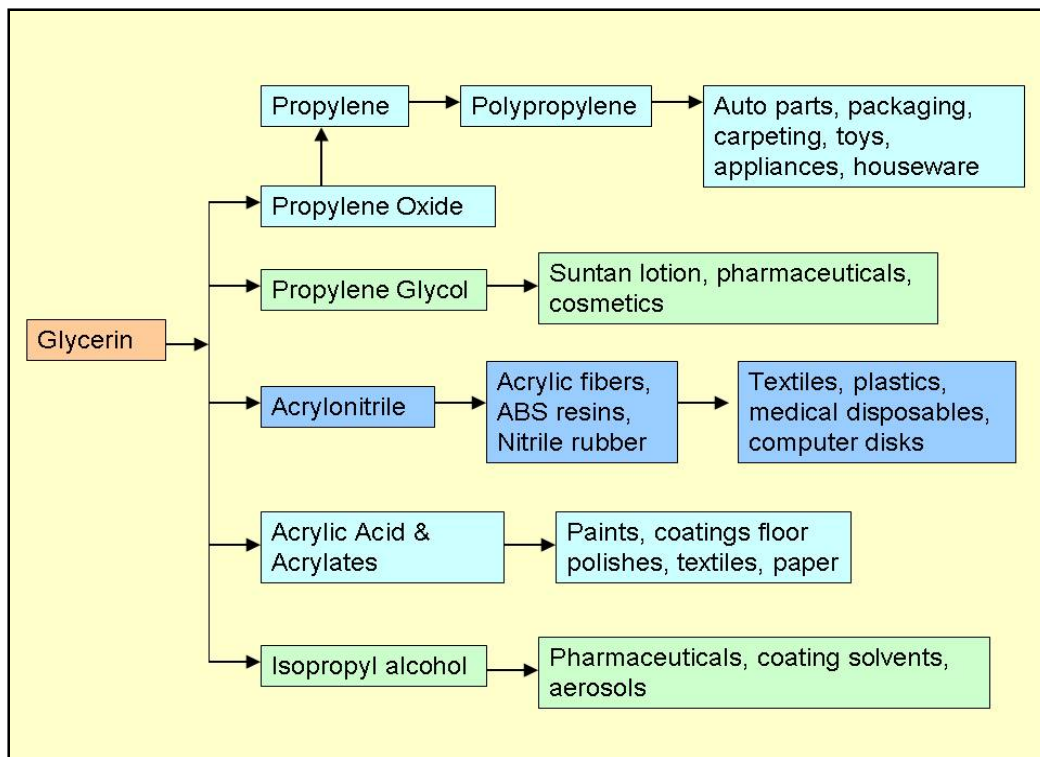 Propylene
Polypropylene
Auto parts, packaging,
carpeting, toys,
appliances, houseware
Propylene Oxide
Propylene Glycol
Suntan lotion, pharmaceuticals,
cosmetics
Glycerin
Acrylonitrile
Acrylic fibers,
ABS resins,
Nitrile rubber
Textiles, plastics,
medical disposables,
computer disks
Acrylic Acid &
Acrylates
Paints, coatings floor
polishes, textiles, paper
Isopropyl alcohol
Pharmaceuticals, coating solvents,
aerosols